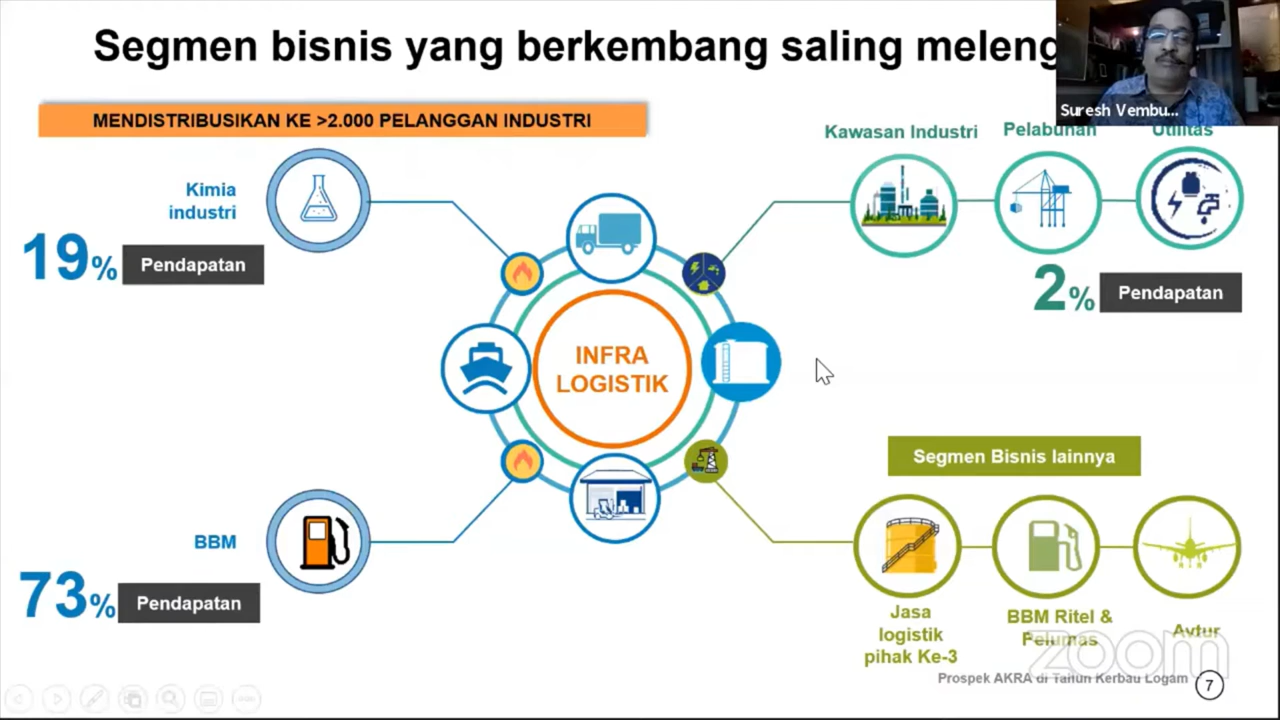 Segmen bisnis yang berkembang saling meleng
Suresh Vembu...
MENDISTRIBUSIKAN KE >2.000 PELANGGAN INDUSTRI
Kawasan Industri
Pelabuhan
Utilitas
Kimia
industri
19%
Pendapatan
2%
Pendapatan
INFRA
LOGISTIK
Segmen Bisnis lainnya
BBM
73%
Pendapatan
Jasa
logistik
pihak Ke-3
BBM Ritel &
Pelumas
Avtur
zoom
Prospek AKRA di Tahun Kerbau Logam
7